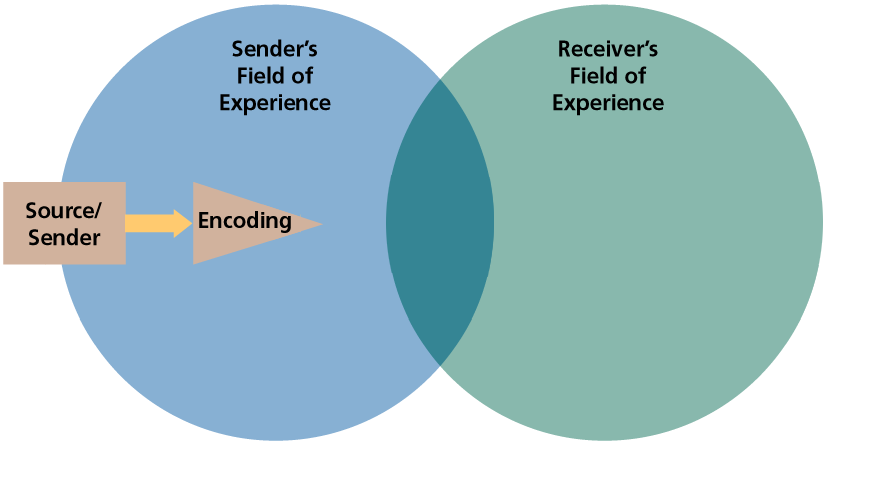 Sender’s
Field of
Experience
Receiver’s
Field of
Experience
Source/
Sender
Encoding